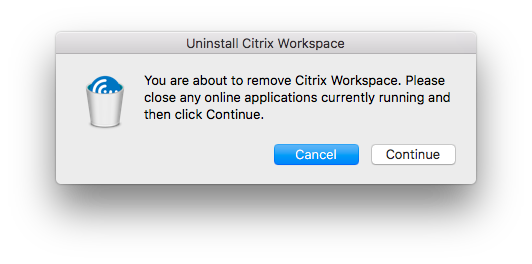 Uninstall Citrix Workspace
You are about to remove Citrix Workspace. Please
close any online applications currently running and
then click Continue.
Cancel
Continue